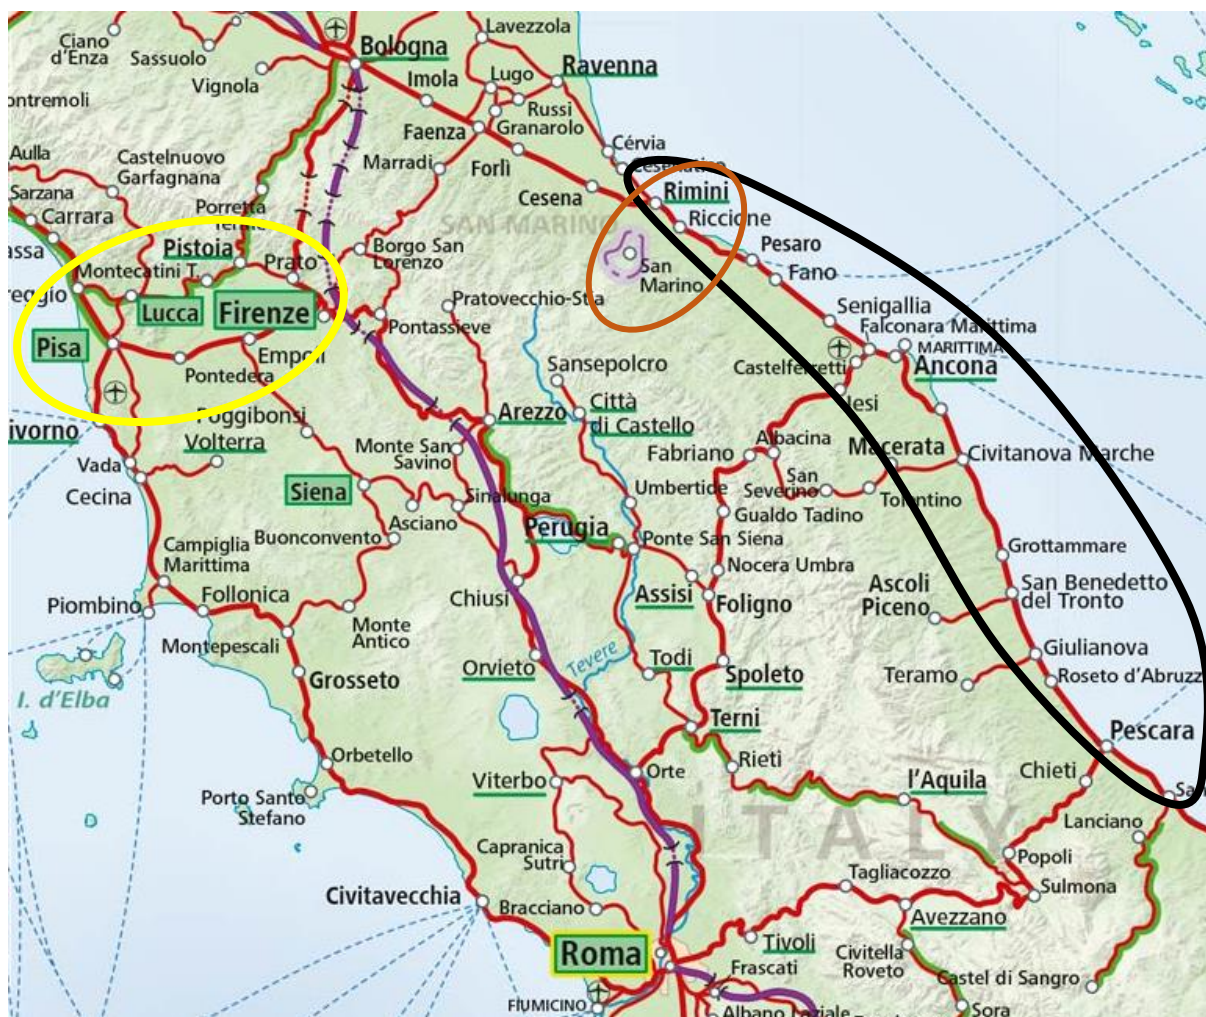 Ciano
d'Enza
Sassuolo
Vignola
Bologna
Lavezzola
Imola
Lugo
Ravenna
Russi
Granarolo
Faenza
Marradi
Forlì
Cérvia
Cesenatico
Cesena
Rimini
Riccione
SAN MARINO
San
Marino
Pesaro
Fano
Senigallia
Falconara Marittima
MARITTIMA
Castelferretti
Ancona
Iesi
Aulla
Castelnuovo
Garfagnana
Sarzana
Carrara
Porretta
Terme
Pistoia
Prato
Montecatini T.
Borgo San
Lorenzo
Lucca
Firenze
Pratovecchio-Stia
Pisa
Pontassieve
Empoli
Pontedera
Sansepolcro
Città
di Castello
Arezzo
Poggibonsi
Volterra
Monte San
Savino
Vada
Cecina
Siena
Sinalunga
Asciano
Buonconvento
Perugia
Umbertide
Ponte San Siena
Fabriano
Albacina
San
Severino
Macerata
Tolentino
Civitanova Marche
Gualdo Tadino
Nocera Umbra
Assisi
Foligno
Ascoli
Piceno
Grottammare
San Benedetto
del Tronto
Giulianova
Roseto d'Abruzz
Teramo
Pescara
Campiglia
Marittima
Piombino
Follonica
Montepescali
Monte
Antico
Chiusi
Grosseto
I. d'Elba
Orvieto
Tevere
Todi
Spoleto
Terni
Rieti
Orte
Viterbo
Orbetello
Porto Santo
Stefano
l'Aquila
Chieti
Lanciano
ITALY
Popoli
Sulmona
Tagliacozzo
Avezzano
Capranica
Sutri
Civitavecchia
Bracciano
Roma
Tivoli
Frascati
Civitella
Roveto
Castel di Sangro
FIUMICINO
Albano Laziale
Sora